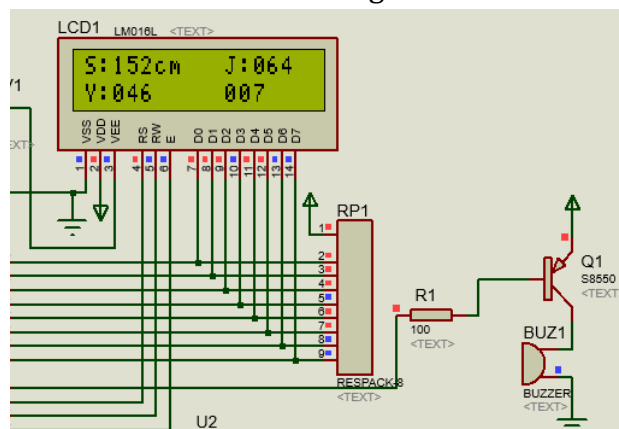 LCD1
LM016L <TEXT>
S:152cm J:064
Y:046 007
VSS
VDD
VEE
RS
RW
E
D0
D1
D2
D3
D4
D5
D6
D7
1
2
3
4
5
6
7
8
9
10
11
12
13
14
RP1
1
2
3
4
5
6
7
8
9
RESPACK-8
<TEXT>
R1
100
<TEXT>
Q1
S8550
<TEXT
BUZ1
BUZZER
<TEXT>
U2